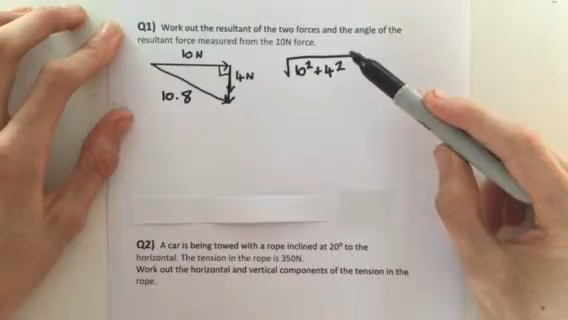 Q1) Work out the resultant of the two forces and the angle of the
resultant force measured from the 10N force.
10N
4N
10.8
√10²+4²
Q2) A car is being towed with a rope inclined at 20⁰ to the
horizontal. The tension in the rope is 350N.
Work out the horizontal and vertical components of the tension in the
rope.